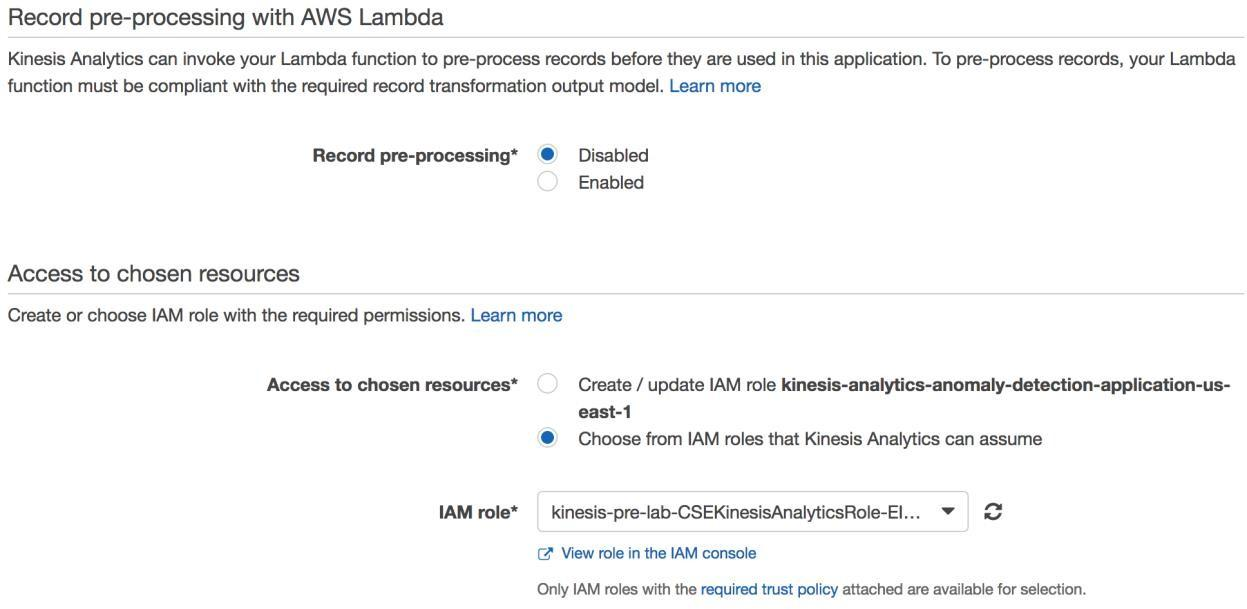 Record pre-processing with AWS Lambda
Kinesis Analytics can invoke your Lambda function to pre-process records before they are used in this application. To pre-process records, your Lambda
function must be compliant with the required record transformation output model. Learn more
Record pre-processing* Disabled
Enabled
Access to chosen resources
Create or choose IAM role with the required permissions. Learn more
Access to chosen resources* Create / update IAM role kinesis-analytics-anomaly-detection-application-us-
east-1
Choose from IAM roles that Kinesis Analytics can assume
IAM role* kinesis-pre-lab-CSEKinesisAnalyticsRole-EI...
View role in the IAM console
Only IAM roles with the required trust policy attached are available for selection.